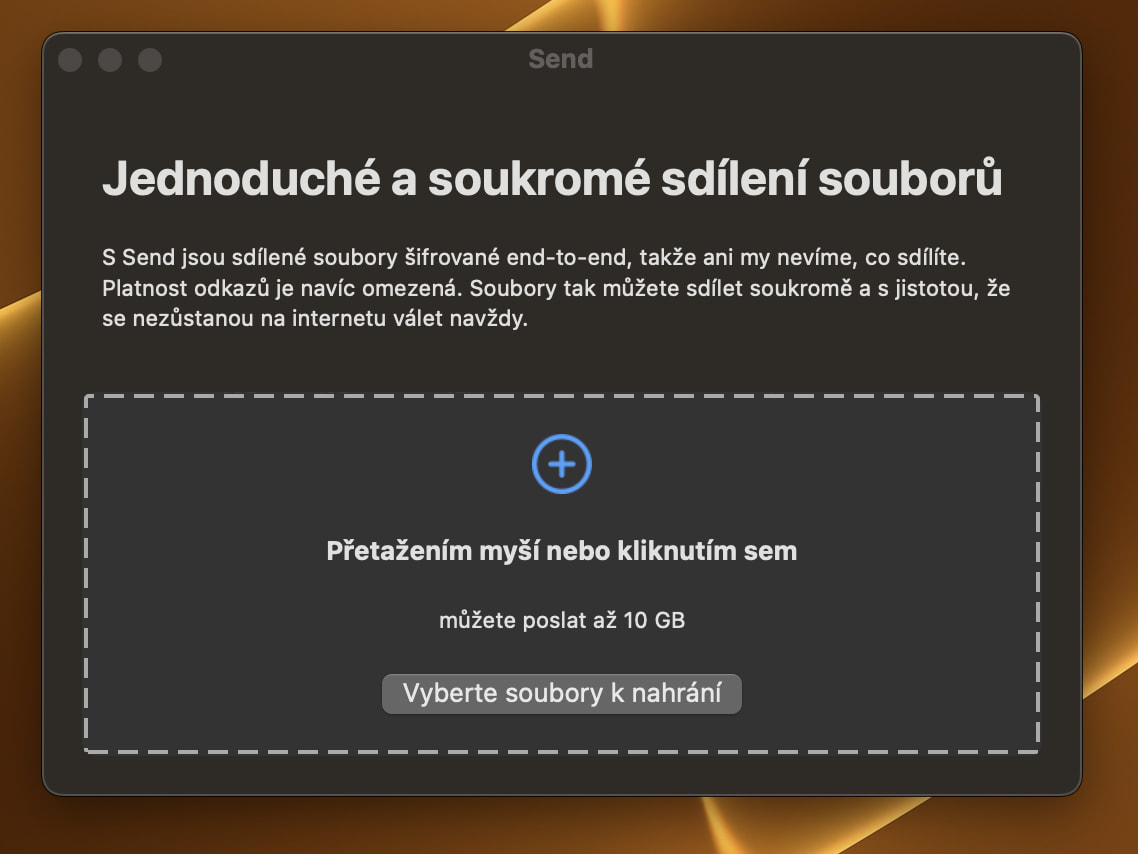 Send
Jednoduché a soukromé sdílení souborů
S Send jsou sdílené soubory šifrované end-to-end, takže ani my nevíme, co sdílíte.
Platnost odkazů je navíc omezená. Soubory tak můžete sdílet soukromě a s jistotou, že
se nezůstanou na internetu válet navždy.
Přetažením myší nebo kliknutím sem
můžete poslat až 10 GB
Vyberte soubory k nahrání